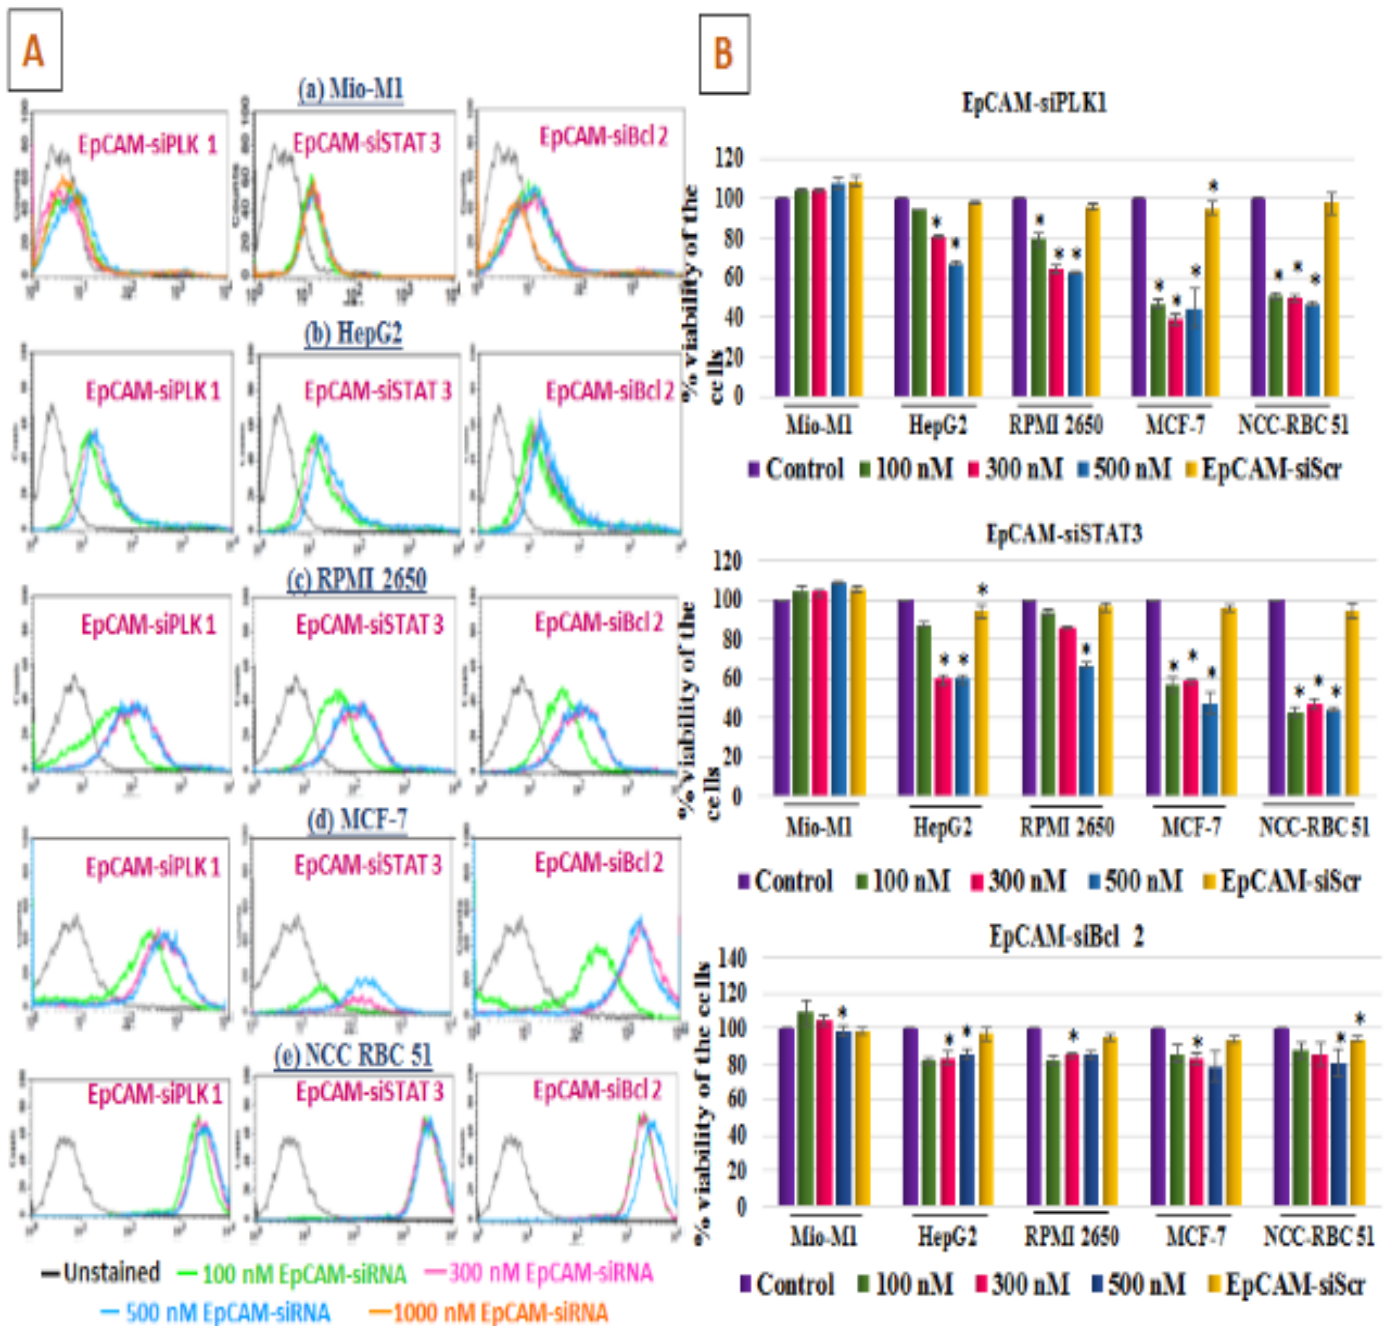 A
(a) Mio-M1
EpCAM-siPLK 1
EpCAM-siSTAT 3
EpCAM-siBcl 2
Counts
(b) HepG2
EpCAM-siPLK 1
EpCAM-siSTAT 3
EpCAM-siBcl 2
(c) RPMI 2650
EpCAM-siPLK 1
EpCAM-siSTAT 3
EpCAM-siBcl 2
(d) MCF-7
EpCAM-siPLK 1
EpCAM-siSTAT 3
EpCAM-siBcl 2
(e) NCC RBC 51
EpCAM-siPLK 1
EpCAM-siSTAT 3
EpCAM-siBcl 2
Unstained 100 nM EpCAM-siRNA 300 nM EpCAM-siRNA
500 nM EpCAM-siRNA 1000 nM EpCAM-siRNA
B
EpCAM-siPLK1
% viability of the
cells
120
100
80
60
40
20
0
Mio-M1 HepG2 RPMI 2650 MCF-7 NCC-RBC 51
Control 100 nM 300 nM 500 nM EpCAM-siScr
EpCAM-siSTAT3
% viability of the
cells
120
100
80
60
40
20
0
Mio-M1 HepG2 RPMI 2650 MCF-7 NCC-RBC 51
Control 100 nM 300 nM 500 nM EpCAM-siScr
EpCAM-siBcl 2
% viability of the cells
140
120
100
80
60
40
20
0
Mio-M1 HepG2 RPMI 2650 MCF-7 NCC-RBC 51
Control 100 nM 300 nM 500 nM EpCAM-siScr